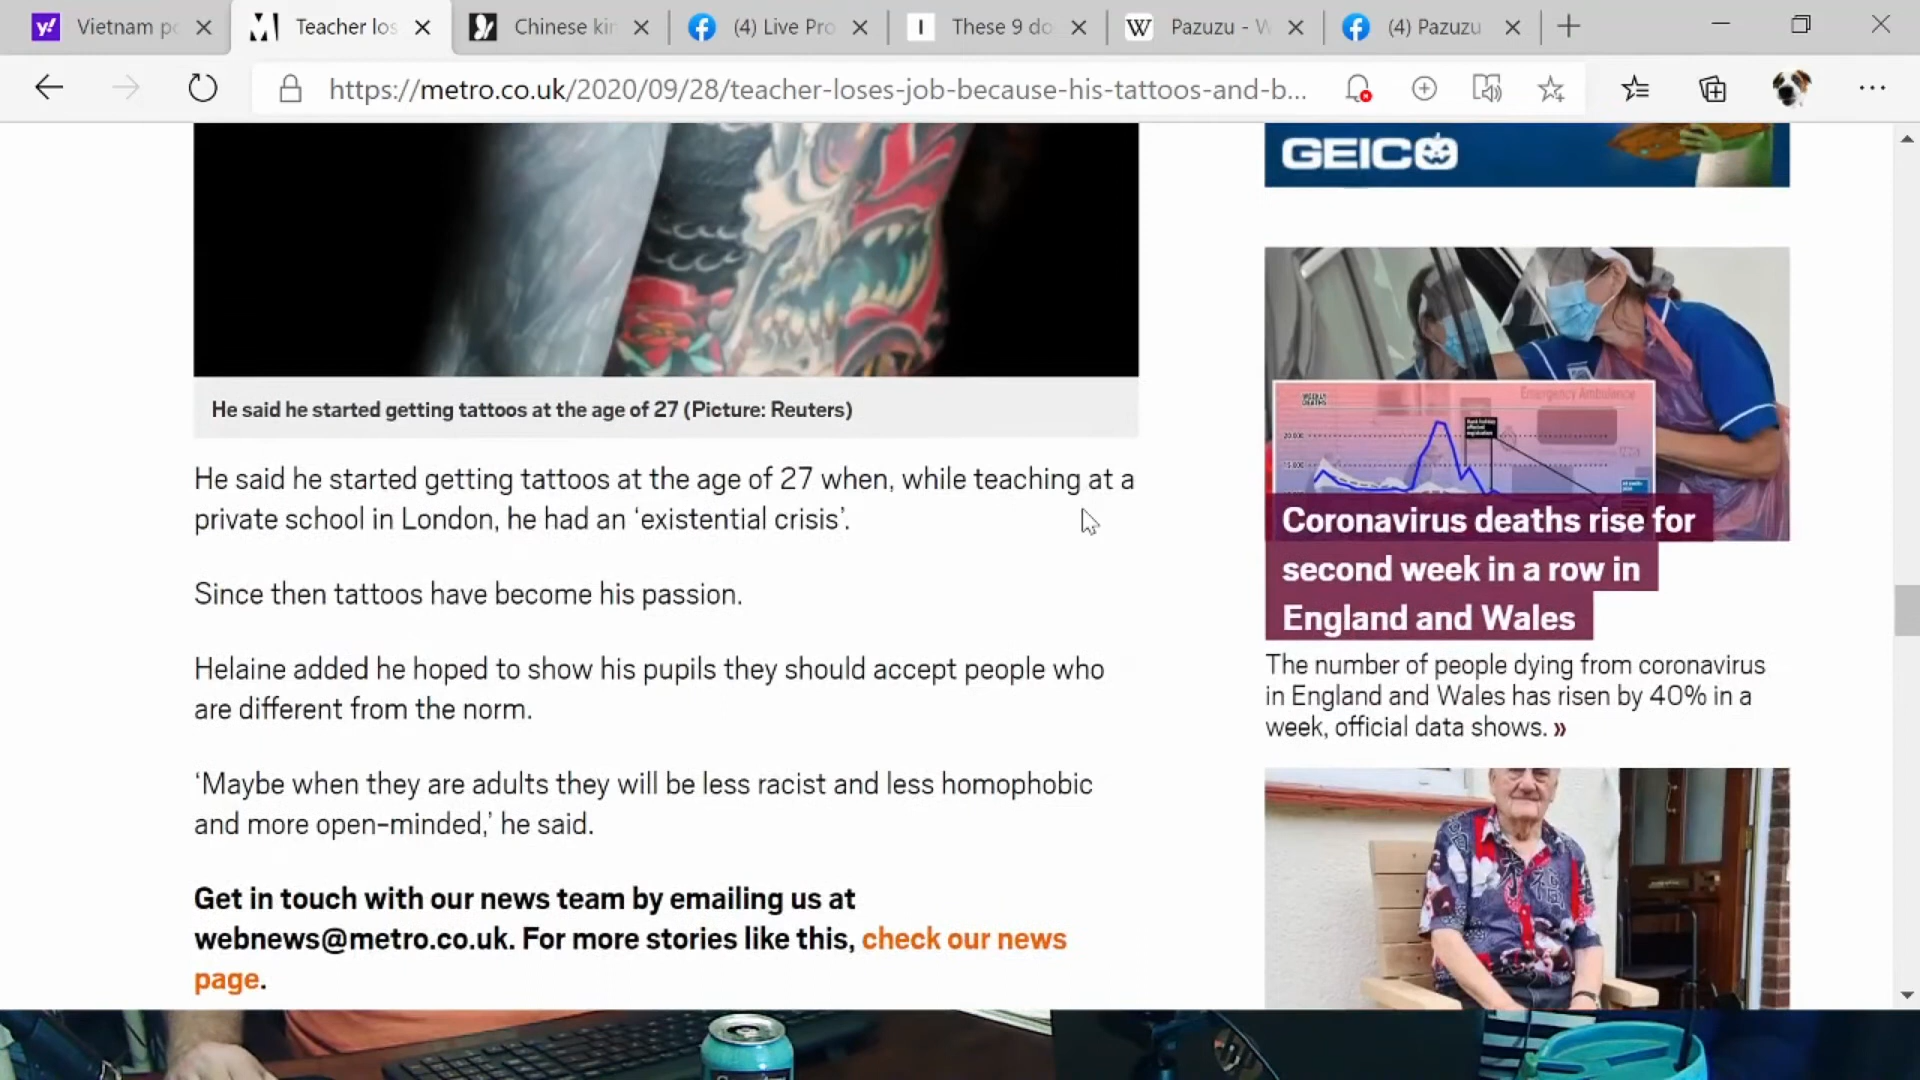 Vietnam po
Teacher los
Chinese kin
(4) Live Pro
These 9 do
Pazuzu - W
(4) Pazuzu
https://metro.co.uk/2020/09/28/teacher-loses-job-because-his-tattoos-and-b...
GEICO
He said he started getting tattoos at the age of 27 (Picture: Reuters)
He said he started getting tattoos at the age of 27 when, while teaching at a
private school in London, he had an ‘existential crisis’.
Since then tattoos have become his passion.
Helaine added he hoped to show his pupils they should accept people who
are different from the norm.
‘Maybe when they are adults they will be less racist and less homophobic
and more open-minded,’ he said.
Get in touch with our news team by emailing us at
webnews@metro.co.uk. For more stories like this, check our news
page.
WEEKLY
DEATHS
Emergency Ambulance
20,000
15,000
Coronavirus deaths rise for
second week in a row in
England and Wales
The number of people dying from coronavirus
in England and Wales has risen by 40% in a
week, official data shows. »